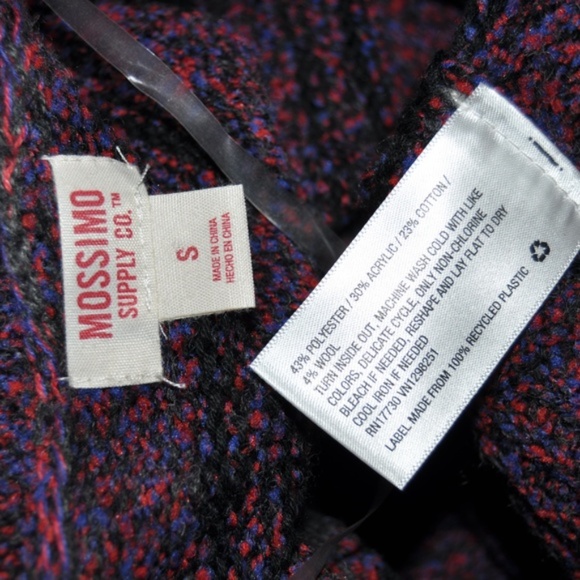 MOSSIMO
SUPPLY CO.™
S
MADE IN CHINA
HECHO EN CHINA
43% POLYESTER / 30% ACRYLIC / 23% COTTON /
4% WOOL
TURN INSIDE OUT, MACHINE WASH COLD WITH LIKE
COLORS, DELICATE CYCLE, ONLY NON-CHLORINE
BLEACH IF NEEDED, RESHAPE AND LAY FLAT TO DRY
COOL IRON IF NEEDED
RN17730 VN1298251
LABEL MADE FROM 100% RECYCLED PLASTIC